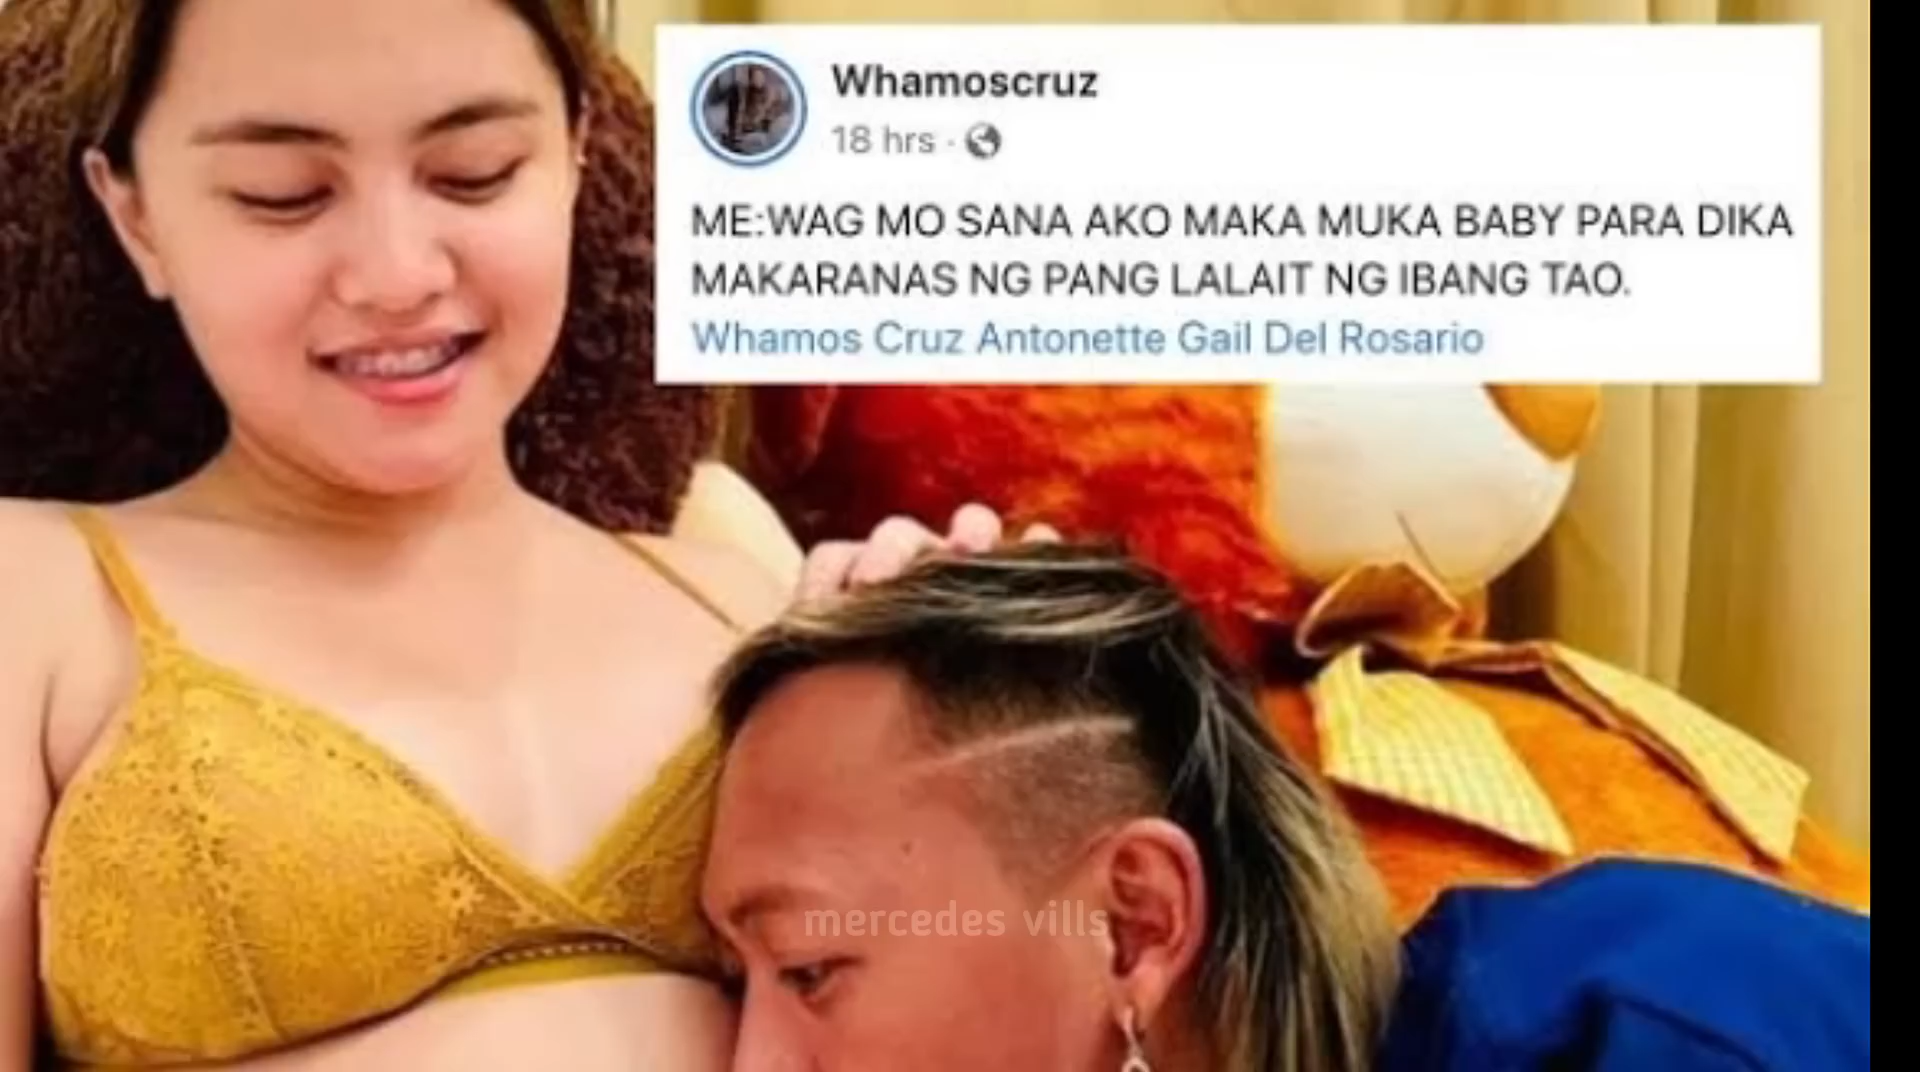 Whamoscruz
18 hrs ·
ME:WAG MO SANA AKO MAKA MUKA BABY PARA DIKA
MAKARANAS NG PANG LALAIT NG IBANG TAO.
Whamos Cruz Antonette Gail Del Rosario
mercedes vills